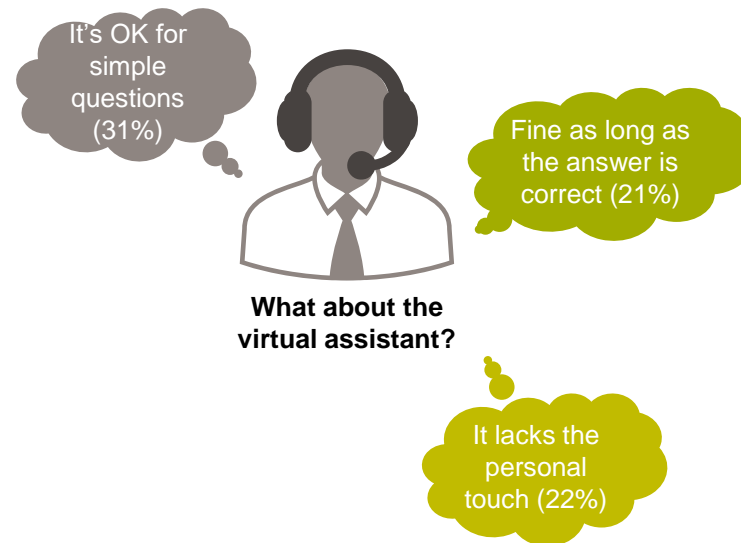 It’s OK for
simple
questions
(31%)
Fine as long as
the answer is
correct (21%)
What about the
virtual assistant?
It lacks the
personal
touch (22%)